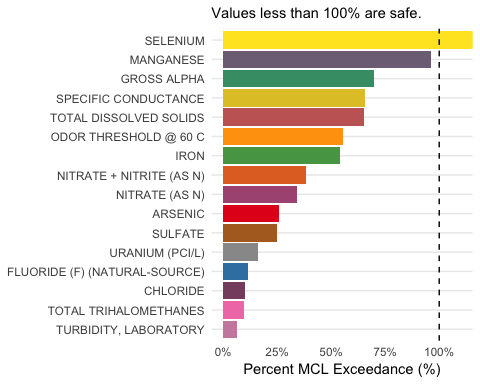 Values less than 100% are safe.
SELENIUM
MANGANESE
GROSS ALPHA
SPECIFIC CONDUCTANCE
TOTAL DISSOLVED SOLIDS
ODOR THRESHOLD @ 60 C
IRON
NITRATE + NITRITE (AS N)
NITRATE (AS N)
ARSENIC
SULFATE
URANIUM (PCI/L)
FLUORIDE (F) (NATURAL-SOURCE)
CHLORIDE
TOTAL TRIHALOMETHANES
TURBIDITY, LABORATORY
0% 25% 50% 75% 100%
Percent MCL Exceedance (%)